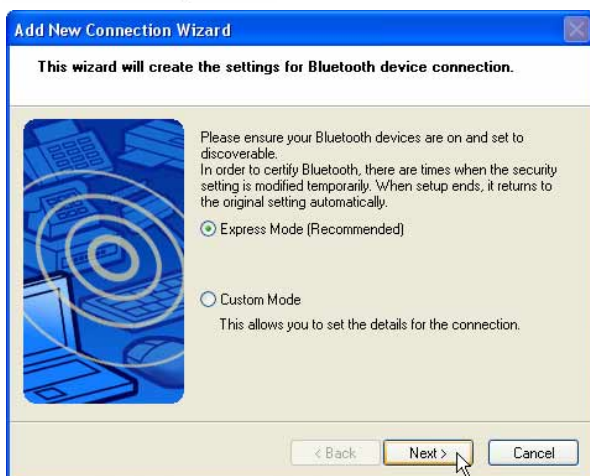 Add New Connection Wizard
This wizard will create the settings for Bluetooth device connection.
Please ensure your Bluetooth devices are on and set to
discoverable.
In order to certify Bluetooth, there are times when the security
setting is modified temporarily. When setup ends, it returns to
the original setting automatically.
Express Mode (Recommended)
Custom Mode
This allows you to set the details for the connection.
< Back Next > Cancel